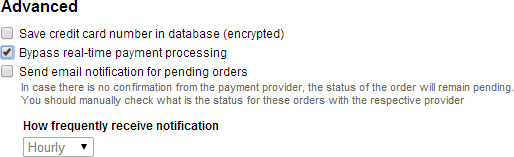 Advanced
Save credit card number in database (encrypted)
Bypass real-time payment processing
Send email notification for pending orders
In case there is no confirmation from the payment provider, the status of the order will remain pending.
You should manually check what is the status for these orders with the respective provider
How frequently receive notification
Hourly